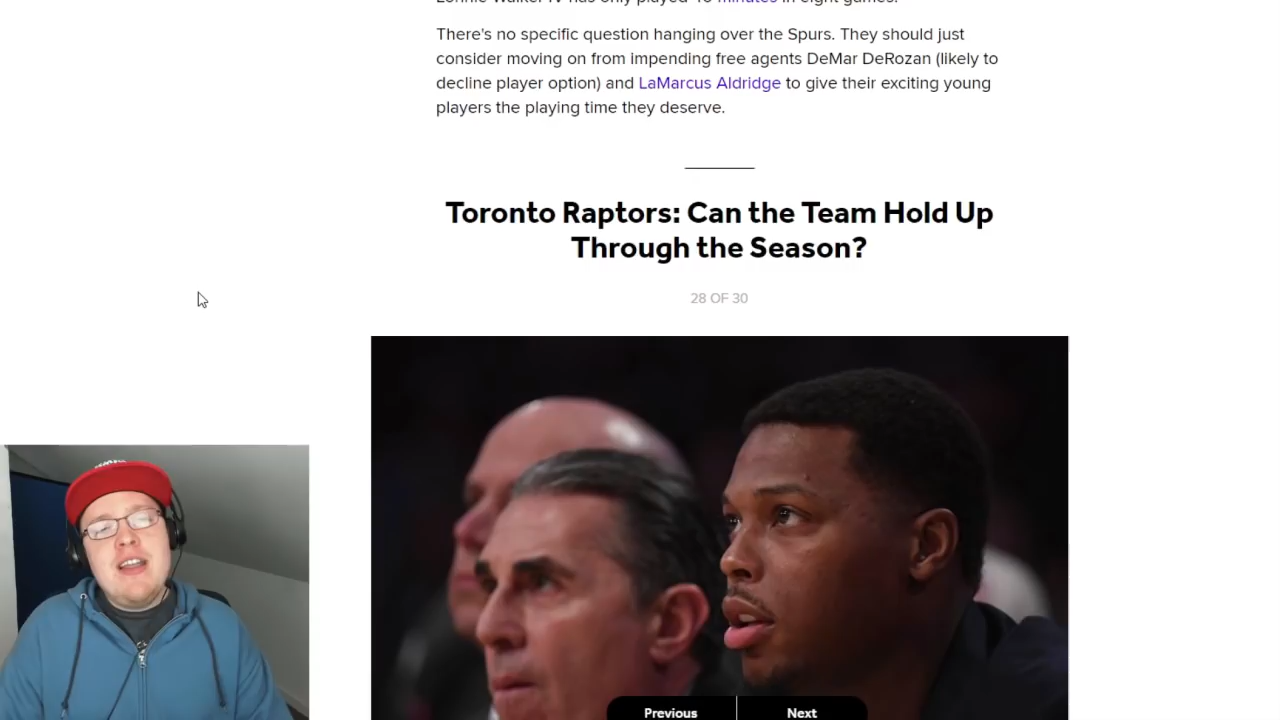 There's no specific question hanging over the Spurs. They should just
consider moving on from impending free agents DeMar DeRozan (likely to
decline player option) and LaMarcus Aldridge to give their exciting young
players the playing time they deserve.
Toronto Raptors: Can the Team Hold Up
Through the Season?
28 OF 30
Previous
Next